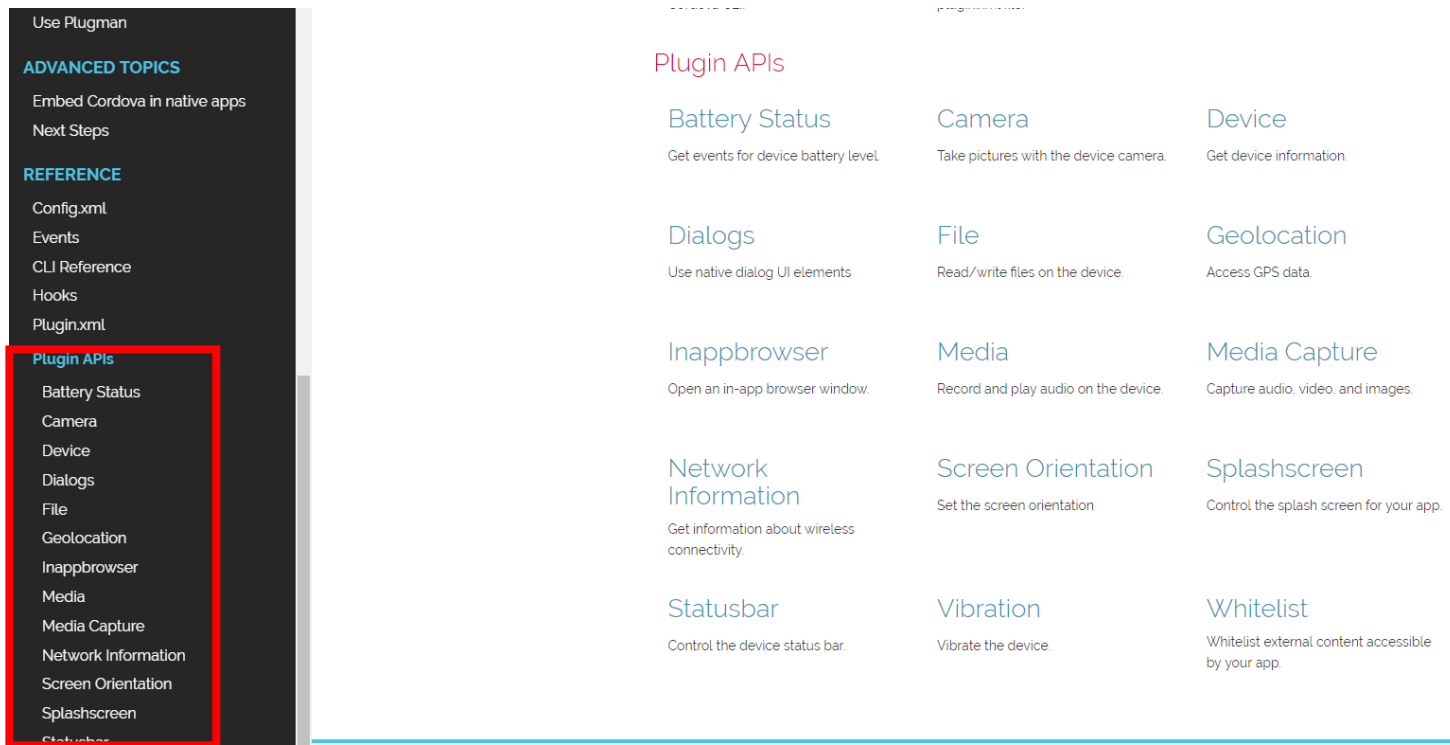 Use Plugman
ADVANCED TOPICS
Embed Cordova in native apps
Next Steps
REFERENCE
Config.xml
Events
CLI Reference
Hooks
Plugin.xml
Plugin APIs
Battery Status
Camera
Device
Dialogs
File
Geolocation
Inappbrowser
Media
Media Capture
Network Information
Screen Orientation
Splashscreen
Statusbar
Plugin APIs
Battery Status
Get events for device battery level.
Camera
Take pictures with the device camera.
Device
Get device information.
Dialogs
Use native dialog UI elements
File
Read/write files on the device.
Geolocation
Access GPS data.
Inappbrowser
Open an in-app browser window.
Media
Record and play audio on the device.
Media Capture
Capture audio, video, and images.
Network
Information
Get information about wireless
connectivity.
Screen Orientation
Set the screen orientation
Splashscreen
Control the splash screen for your app.
Statusbar
Control the device status bar.
Vibration
Vibrate the device.
Whitelist
Whitelist external content accessible
by your app.